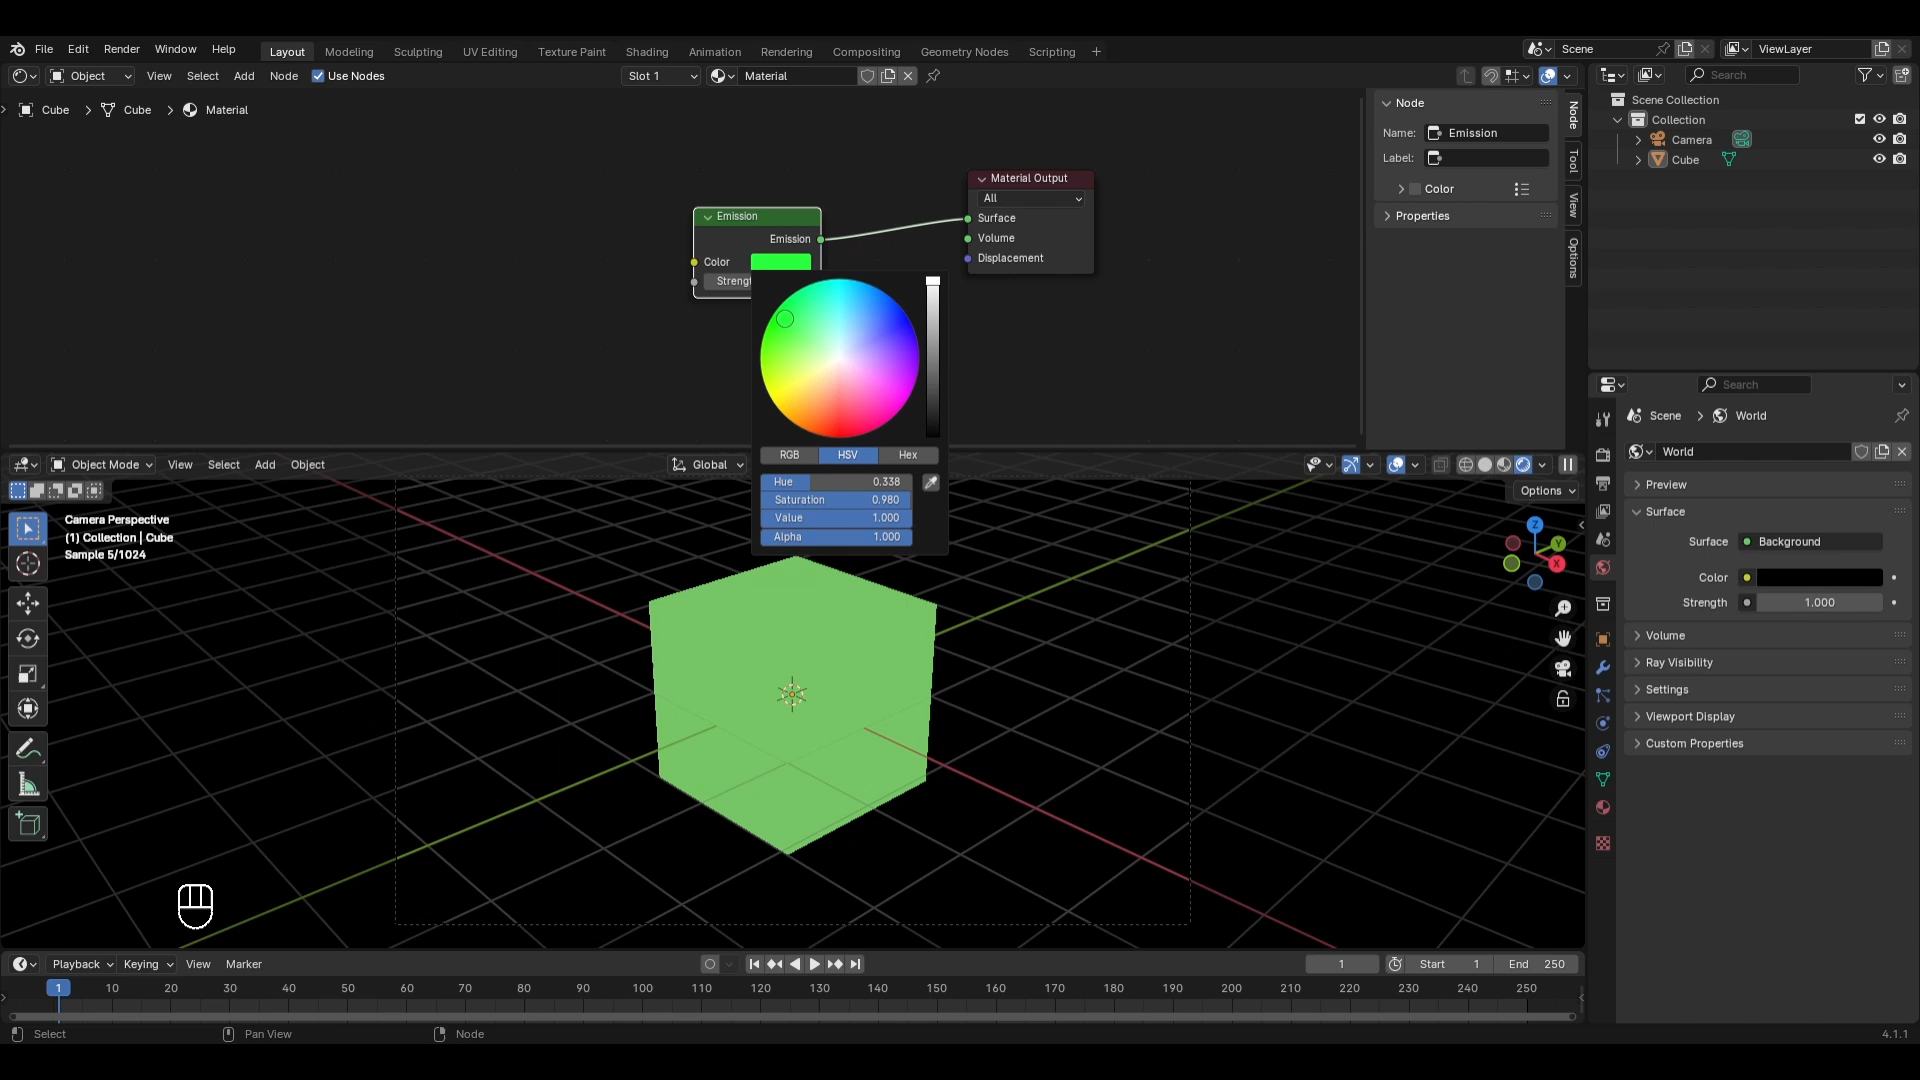 File Edit Render Window Help Layout Modeling Sculpting UV Editing Texture Paint Shading Animation Rendering Compositing Geometry Nodes Scripting + Scene ViewLayer
Object View Select Add Node Use Nodes Slot 1 Material Search
Cube > Cube > Material
Node
Name: Emission
Label:
Color
Properties
Node
Tool
View
Options
Scene Collection
Collection
Camera
Cube
Material Output
All
Surface
Volume
Displacement
Emission
Emission
Color
Strengt
RGB HSV Hex
Hue 0.338
Saturation 0.980
Value 1.000
Alpha 1.000
Search
Scene > World
World
Preview
Surface
Surface Background
Color
Strength 1.000
Volume
Ray Visibility
Settings
Viewport Display
Custom Properties
Object Mode View Select Add Object Global
Options
Camera Perspective
(1) Collection | Cube
Sample 5/1024
Z
Y
X
Playback Keying View Marker 1 Start 1 End 250
1 10 20 30 40 50 60 70 80 90 100 110 120 130 140 150 160 170 180 190 200 210 220 230 240 250
Select Pan View Node 4.1.1